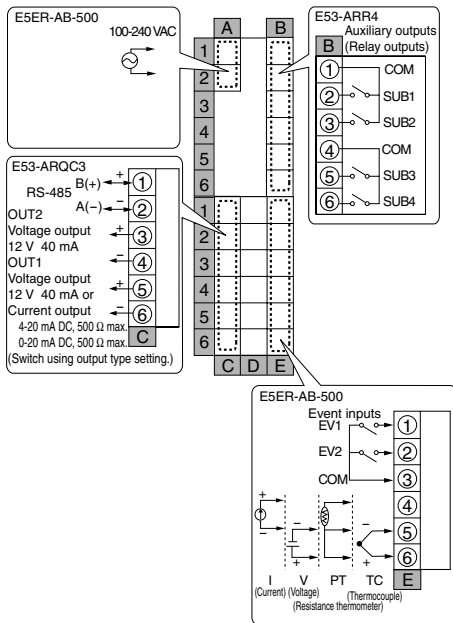 E5ER-AB-500
100-240 VAC
A
B
1
2
3
4
5
6
1
2
3
4
5
6
C D E
E53-ARR4
Auxiliary outputs
(Relay outputs)
B
1 COM
2 SUB1
3 SUB2
4 COM
5 SUB3
6 SUB4
E53-ARQC3
RS-485
B(+) + 1
A(−) − 2
OUT2
Voltage output
12 V 40 mA
+ 3
− 4
OUT1
Voltage output
12 V 40 mA or
Current output
+ 5
− 6
4-20 mA DC, 500 Ω max.
0-20 mA DC, 500 Ω max.
C
(Switch using output type setting.)
E5ER-AB-500
Event inputs
EV1 1
EV2 2
COM 3
4
5
6
+
−
−
+
−
+
I V PT TC E
(Current) (Voltage) (Thermocouple)
(Resistance thermometer)